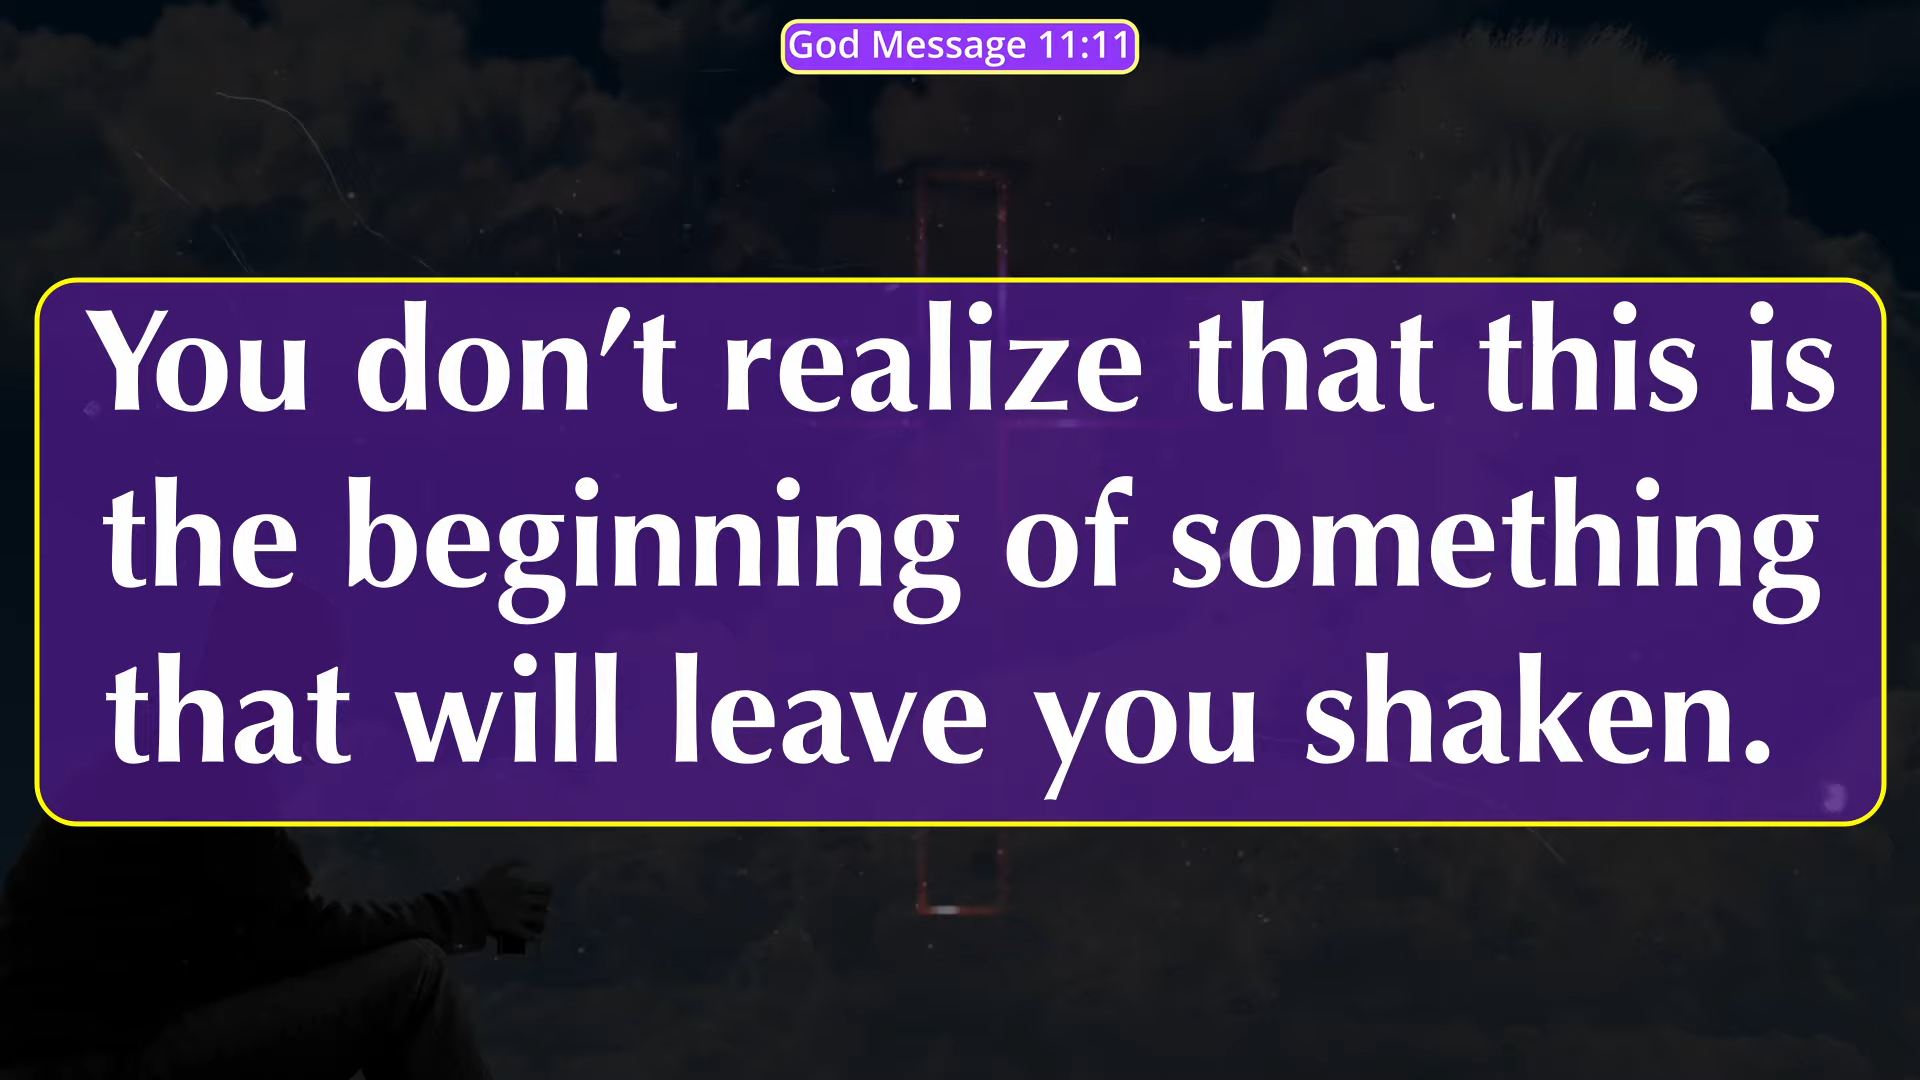 God Message 11:11
You don’t realize that this is
the beginning of something
that will leave you shaken.